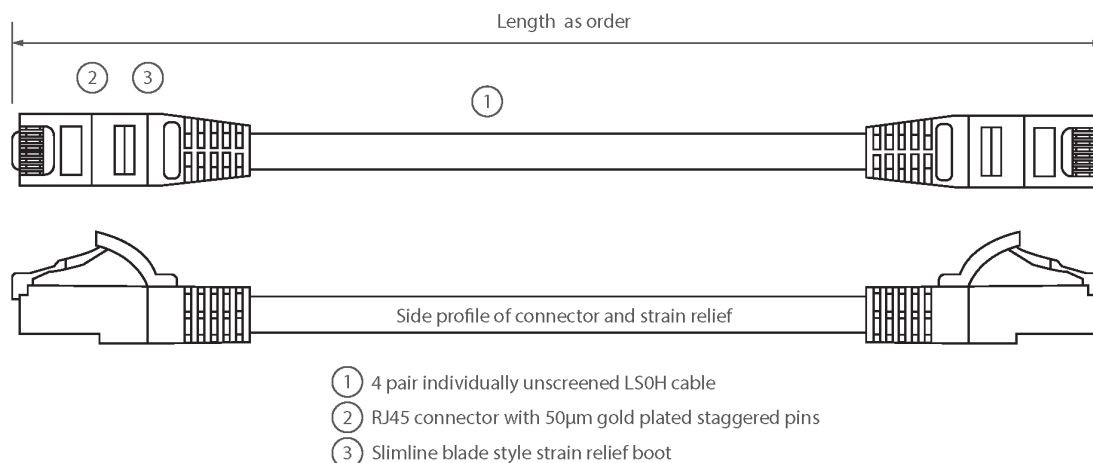 Length as order
2 3
1
Side profile of connector and strain relief
1 4 pair individually unscreened LS0H cable
2 RJ45 connector with 50μm gold plated staggered pins
3 Slimline blade style strain relief boot